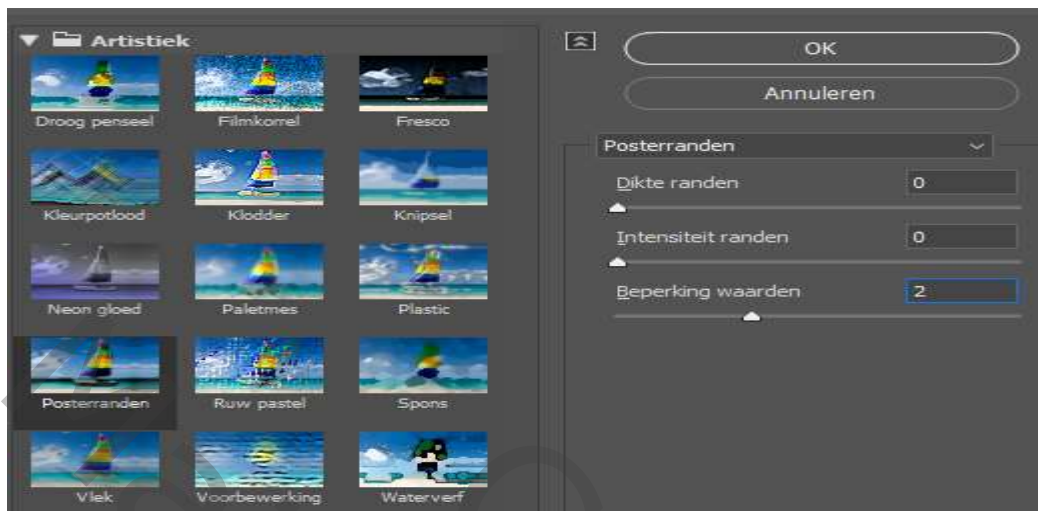 Artistiek
Droog penseel Filmkorrel Fresco
Kleurpotlood Klodder Knipsel
Neon gloed Paletmes Plastic
Posterranden Ruw pastel Spons
Vlek Voorbewerking Waterverf
OK
Annuleren
Posterranden
Dikte randen 0
Intensiteit randen 0
Beperking waarden 2